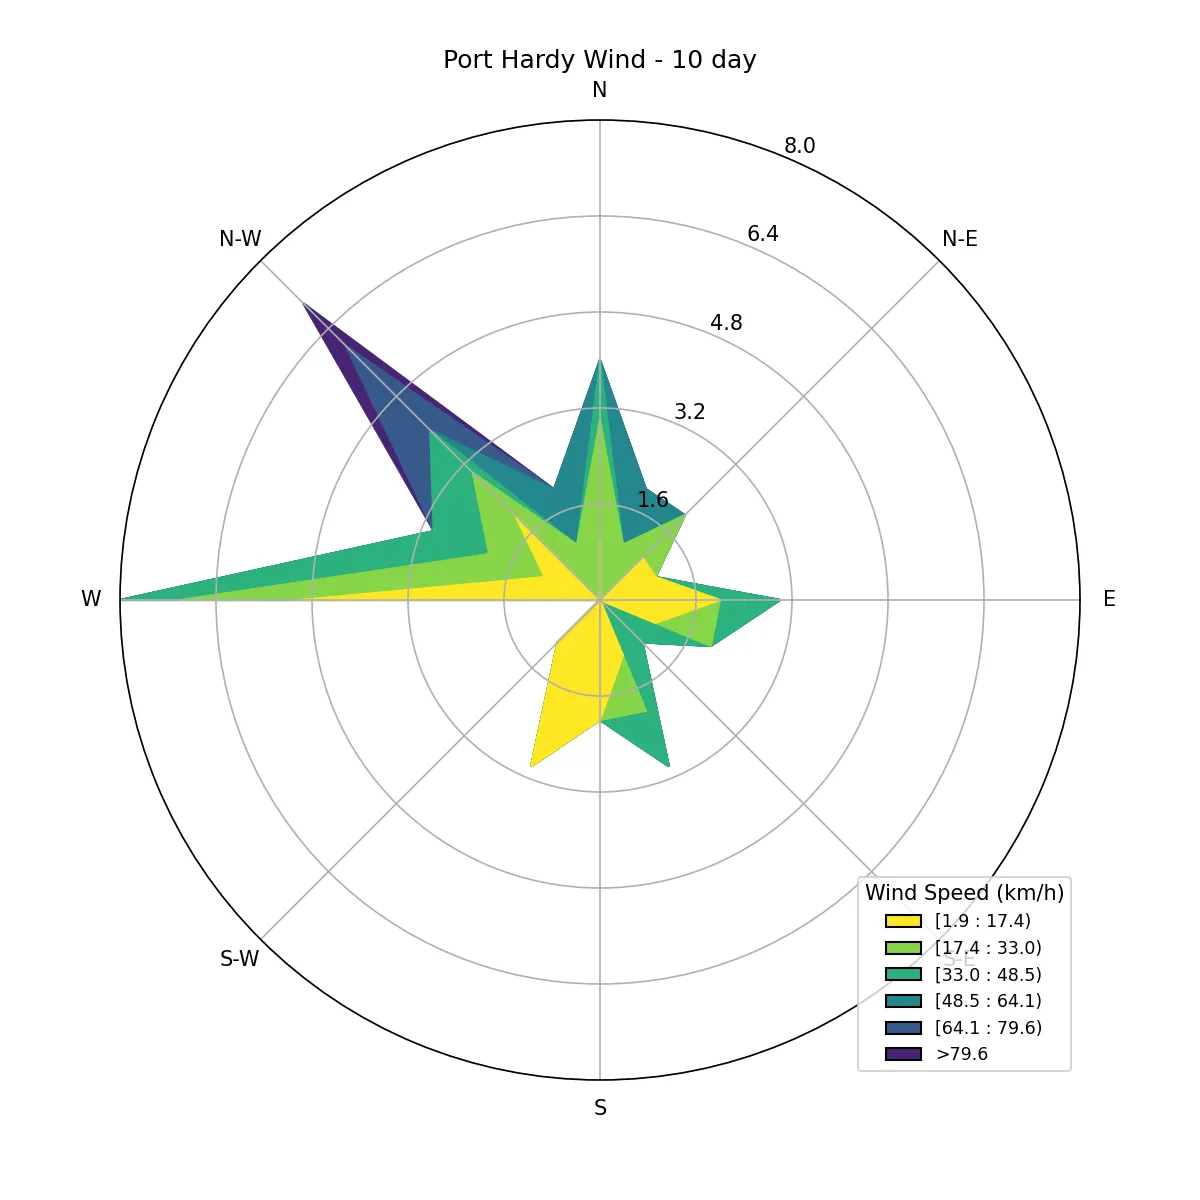 Port Hardy Wind - 10 day
N
8.0
N-W
N-E
6.4
4.8
3.2
1.6
W
E
Wind Speed (km/h)
[1.9 : 17.4)
[17.4 : 33.0)
S-W
S-E
[33.0 : 48.5)
[48.5 : 64.1)
[64.1 : 79.6)
>79.6
S